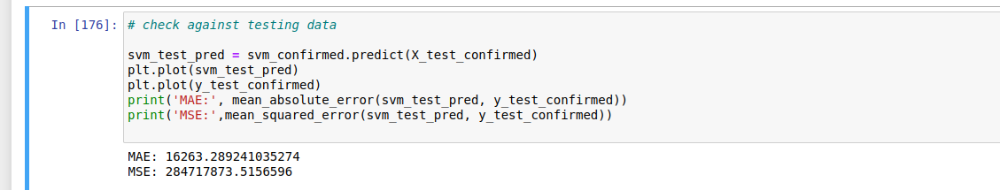 In [176]: # check against testing data
svm_test_pred = svm_confirmed.predict(X_test_confirmed)
plt.plot(svm_test_pred)
plt.plot(y_test_confirmed)
print('MAE:', mean_absolute_error(svm_test_pred, y_test_confirmed))
print('MSE:',mean_squared_error(svm_test_pred, y_test_confirmed))
MAE: 16263.289241035274
MSE: 284717873.5156596